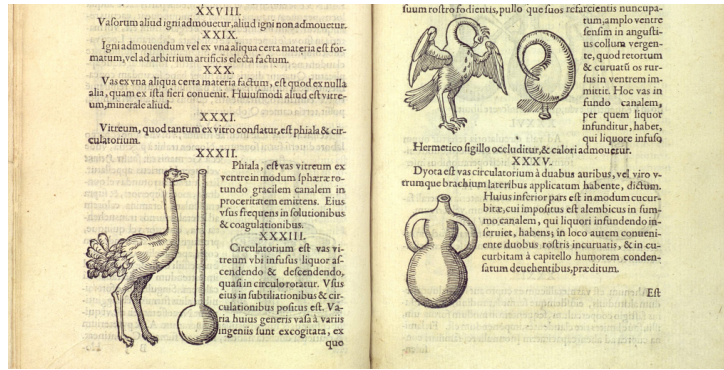 XXVIII.
Vasorum aliud igni admouetur, aliud igni non admouetur.
XXIX.
Igni admouendum vel ex vna aliqua certa materia est for-
matum, vel ad arbitrium artificis electa factum.
XXX.
Vas ex vna aliqua certa materia factum, est quod ex nulla
alia, quam ex ista fieri conuenit. Huiusmodi aliud est vitre-
um, minerale aliud.
XXXI.
Vitreum, quod tantum ex vitro conflatur, est phiala & cir-
culatorium.
XXXII.
Phiala, est vas vitreum ex
ventre in modum sphæræ ro-
tundo gracilem canalem in
proceritatem emittens. Eius
vsus frequens in solutionibus
& coagulationibus.
XXXIII.
Circulatorium est vas vi-
treum vbi infusus liquor as-
cendendo & descendendo,
quasi in circulo rotatur. Vsus
eius in subtiliationibus & cir-
culationibus positus est. Va-
ria huius generis vasa à variis
ingeniis sunt excogitata, ex
quo
suum rostro fodientis, pullo que suos refarcientis nuncupa-
tum, amplo ventre
sensim in angusti-
us collum vergen-
te, quod retortum
& curuatū os rur-
sus in ventrem im-
mittit. Hoc vas in
fundo canalem,
per quem liquor
infunditur, habet,
qui liquore infuso
Hermetico sigillo occluditur, & calori admouetur.
XXXV.
Dyota est vas circulatorium à duabus auribus, vel viro v-
trumque brachium lateribus applicatum habente, dictum.
Huius inferior pars est in modum cucur-
bitæ, cui impositus est alembicus in sum-
mo canalem, qui liquori infundendo in-
seruiet, habens; in loco autem conueni-
ente duobus rostris incuruatis, & in cu-
curbitam à capitello humorem conden-
satum deuehentibus, præditum.
Est